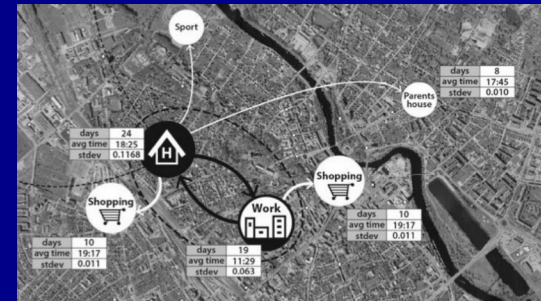 Sport
days 8
avg time 17:45
stdev 0.010
Parents
house
days 24
avg time 18:25
stdev 0.1168
H
Shopping
Shopping
Work
days 10
avg time 19:17
stdev 0.011
days 10
avg time 19:17
stdev 0.011
days 19
avg time 11:29
stdev 0.063